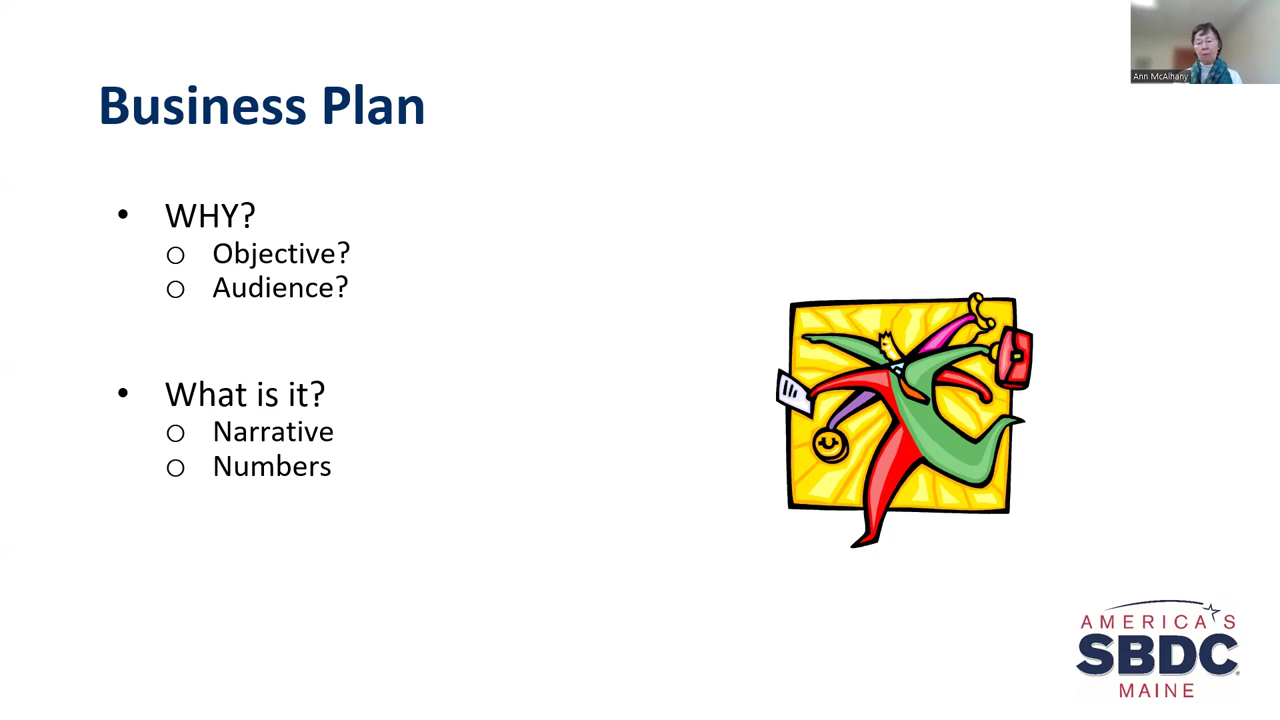 Ann McAlhany
Business Plan
• WHY?
o Objective?
o Audience?
• What is it?
o Narrative
o Numbers
AMERICA'S
SBDC
MAINE